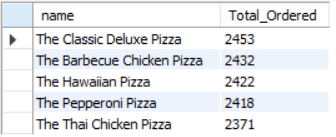 name Total_Ordered
The Classic Deluxe Pizza 2453
The Barbecue Chicken Pizza 2432
The Hawaiian Pizza 2422
The Pepperoni Pizza 2418
The Thai Chicken Pizza 2371